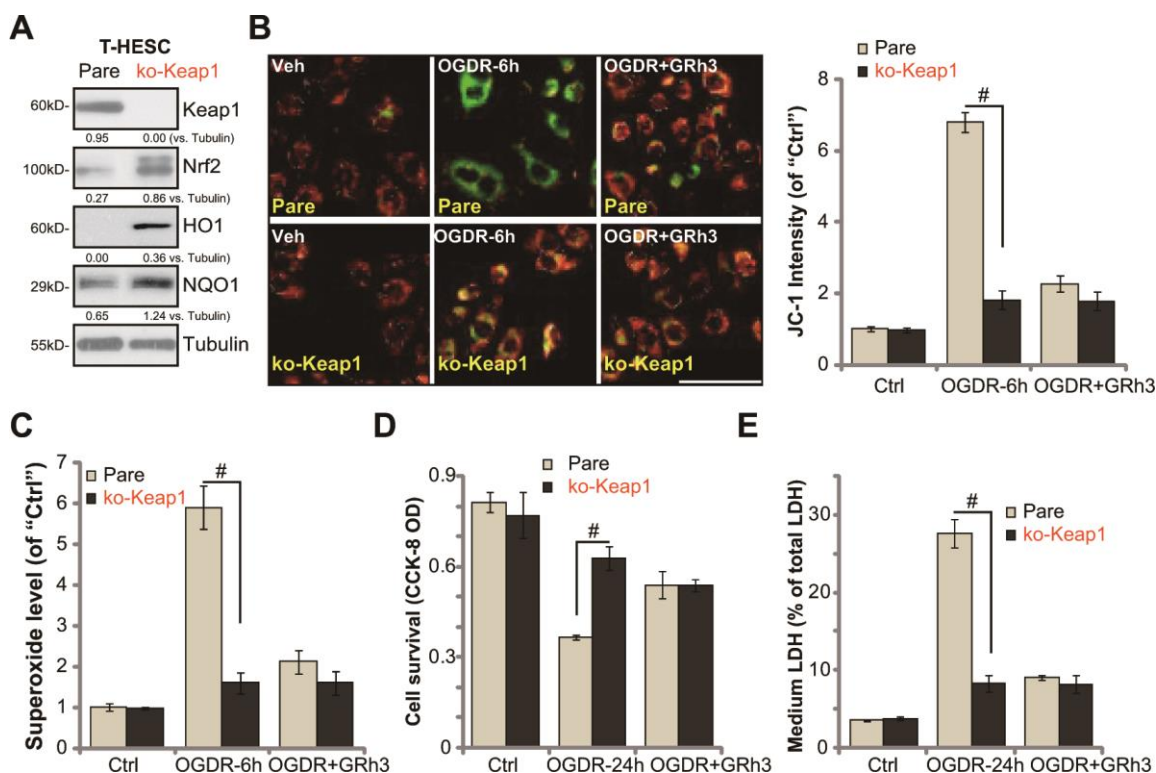 A
T-HESC
Pare ko-Keap1
60kD- Keap1
0.95 0.00 (vs. Tubulin)
100kD- Nrf2
0.27 0.86 vs. Tubulin)
60kD- HO1
0.00 0.36 vs. Tubulin)
29kD- NQO1
0.65 1.24 vs. Tubulin)
55kD- Tubulin
B
Veh OGDR-6h OGDR+GRh3
Pare Pare Pare
Veh OGDR-6h OGDR+GRh3
ko-Keap1 ko-Keap1 ko-Keap1
JC-1 Intensity (of “Ctrl”)
8
6
4
2
0
Pare
ko-Keap1
#
Ctrl OGDR-6h OGDR+GRh3
C
Superoxide level (of “Ctrl”)
7
6
5
4
3
2
1
0
Pare
ko-Keap1
#
Ctrl OGDR-6h OGDR+GRh3
D
Cell survival (CCK-8 OD)
0.9
0.6
0.3
0
Pare
ko-Keap1
#
Ctrl OGDR-24h OGDR+GRh3
E
Medium LDH (% of total LDH)
30
20
10
0
Pare
ko-Keap1
#
Ctrl OGDR-24h OGDR+GRh3